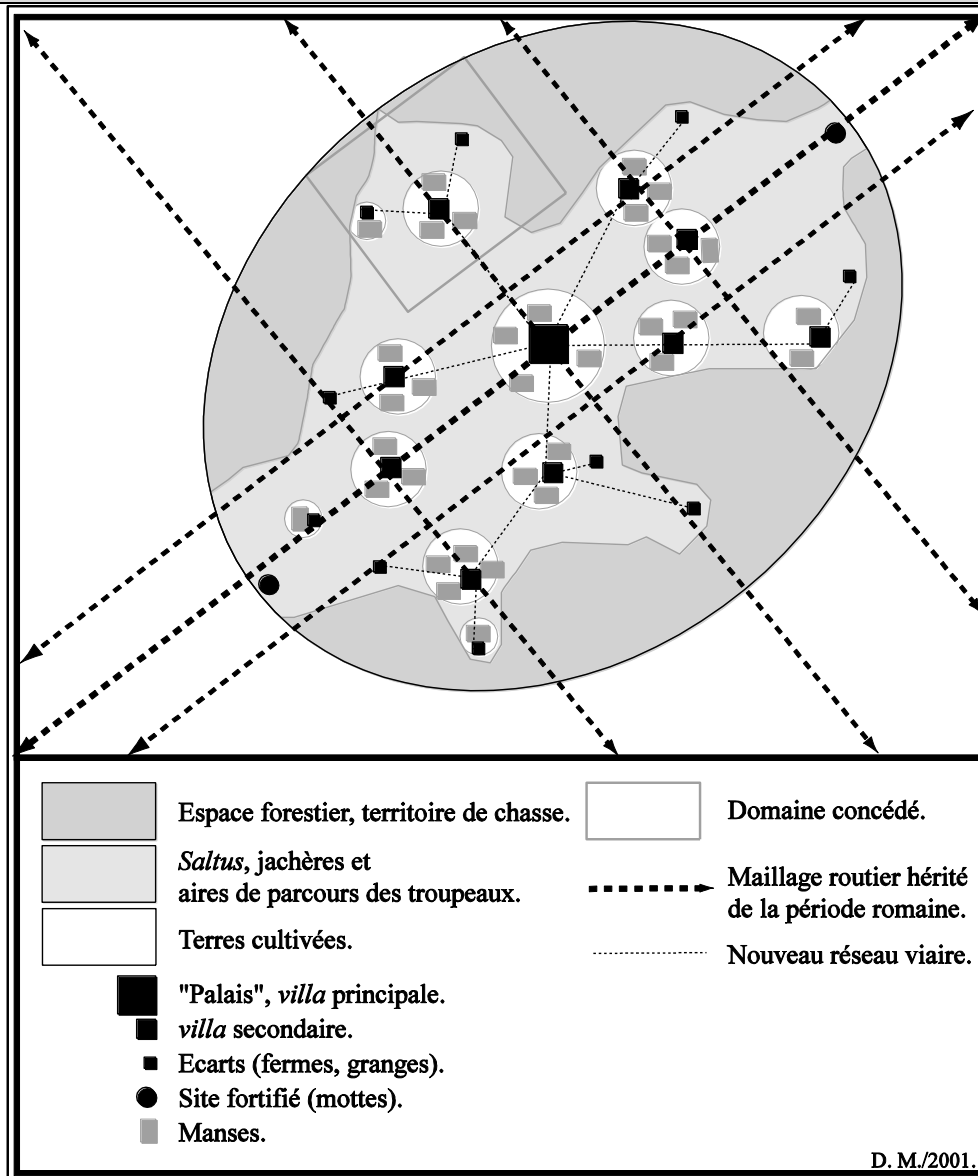 Espace forestier, territoire de chasse.
Saltus, jachères et
aires de parcours des troupeaux.
Terres cultivées.
"Palais", villa principale.
villa secondaire.
Ecarts (fermes, granges).
Site fortifié (mottes).
Manses.
Domaine concédé.
Maillage routier hérité
de la période romaine.
Nouveau réseau viaire.
D. M./2001.